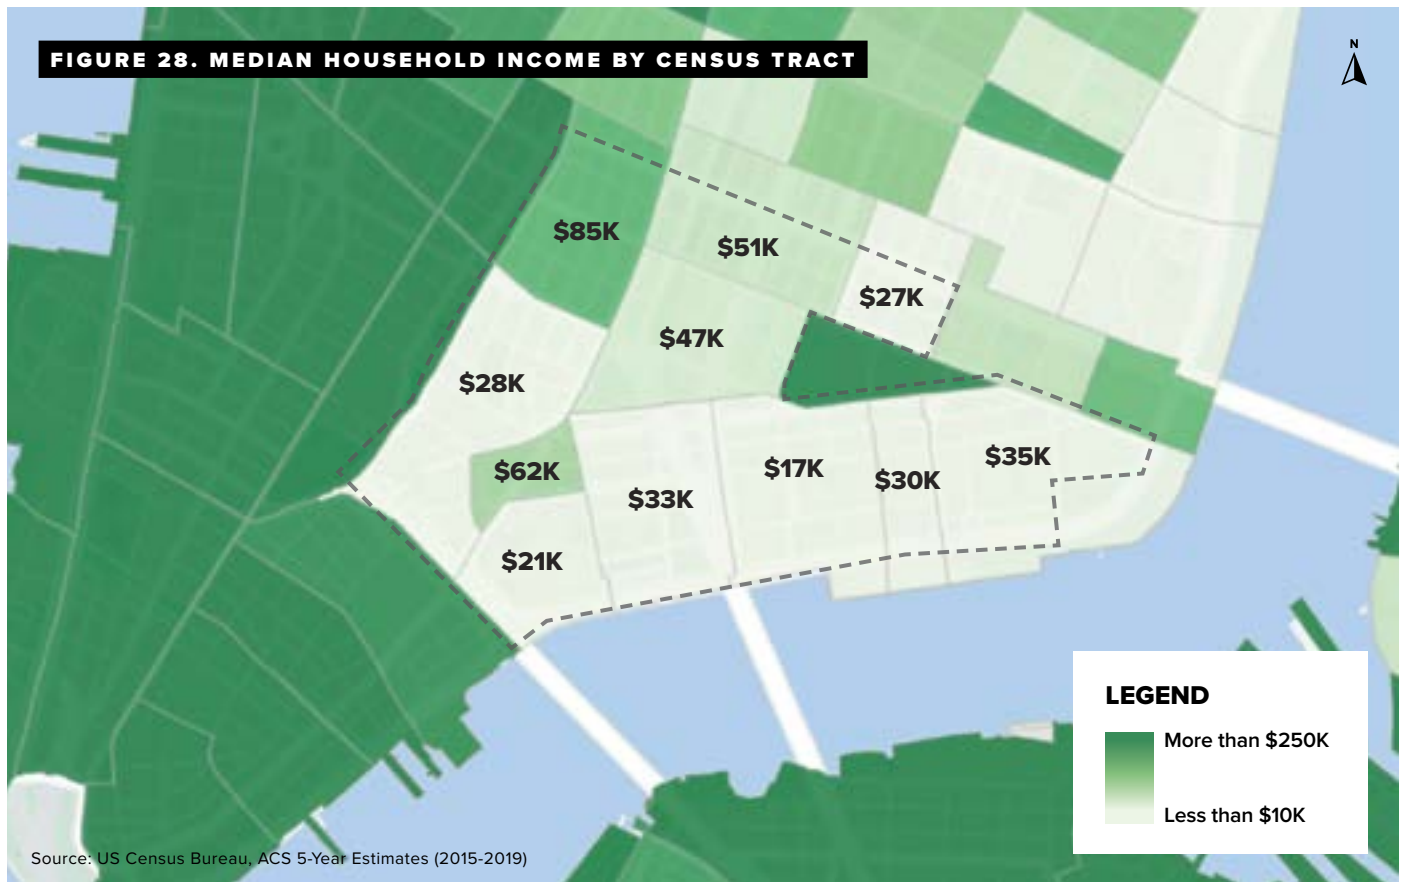 FIGURE 28. MEDIAN HOUSEHOLD INCOME BY CENSUS TRACT
N
$85K
$51K
$27K
$47K
$28K
$62K
$33K
$17K
$30K
$35K
$21K
LEGEND
More than $250K
Less than $10K
Source: US Census Bureau, ACS 5-Year Estimates (2015-2019)